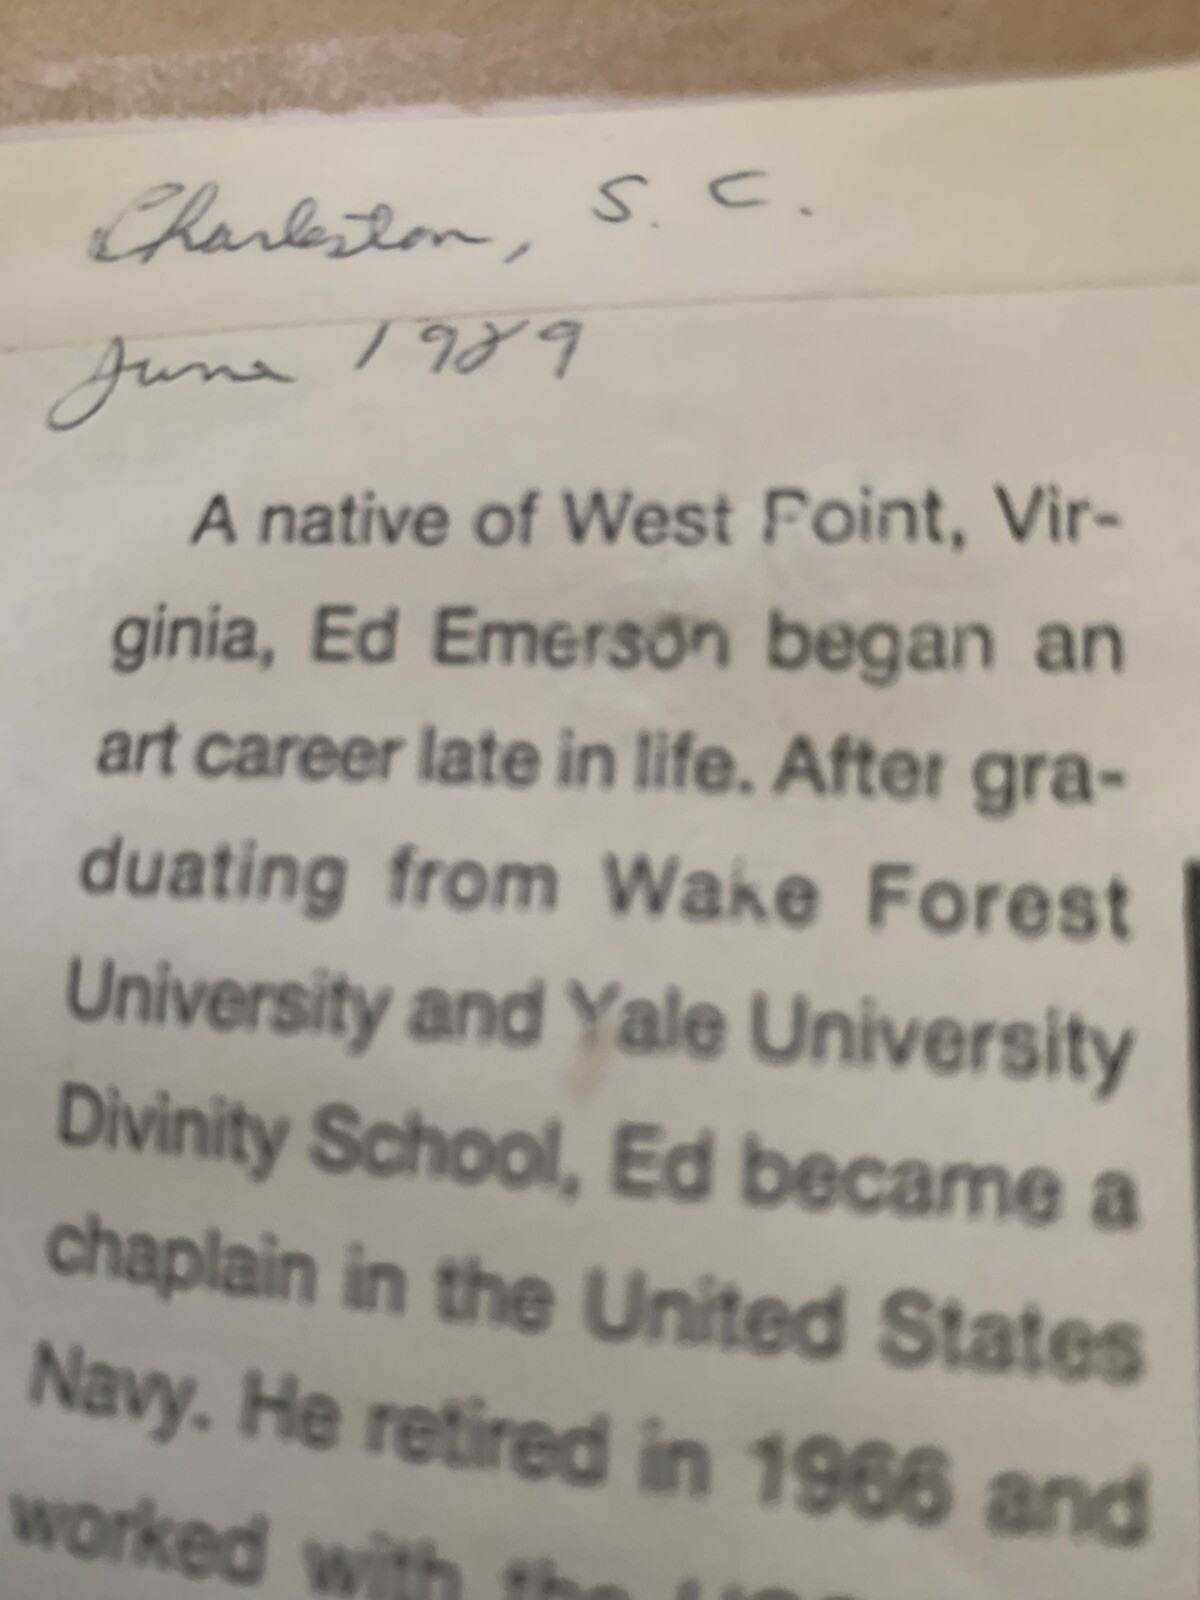 Charleston, S. C.
June 1989
A native of West Point, Vir-
ginia, Ed Emerson began an
art career late in life. After gra-
duating from Wake Forest
University and Yale University
Divinity School, Ed became a
chaplain in the United States
Navy. He retired in 1966 and
worked with the